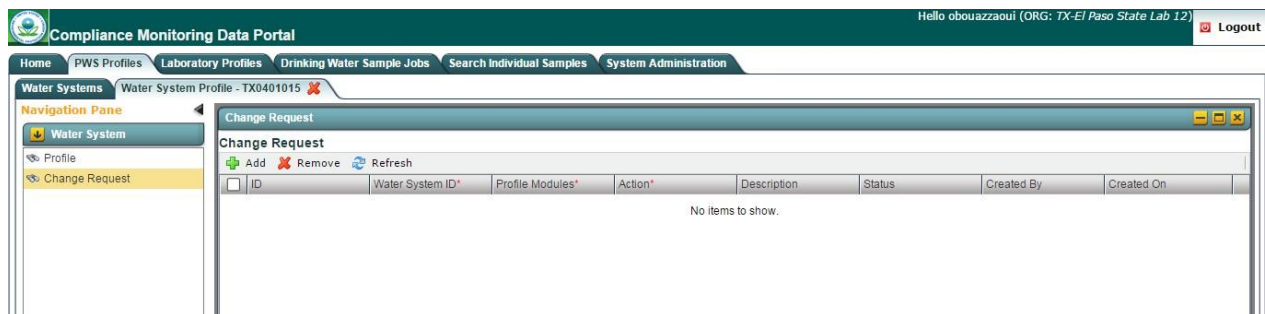 Hello obouazzaoui (ORG: TX-El Paso State Lab 12)
Logout
Compliance Monitoring Data Portal
Home PWS Profiles Laboratory Profiles Drinking Water Sample Jobs Search Individual Samples System Administration
Water Systems Water System Profile - TX0401015
Navigation Pane
Water System
Profile
Change Request
Change Request
Change Request
Add Remove Refresh
ID Water System ID* Profile Modules* Action* Description Status Created By Created On
No items to show.